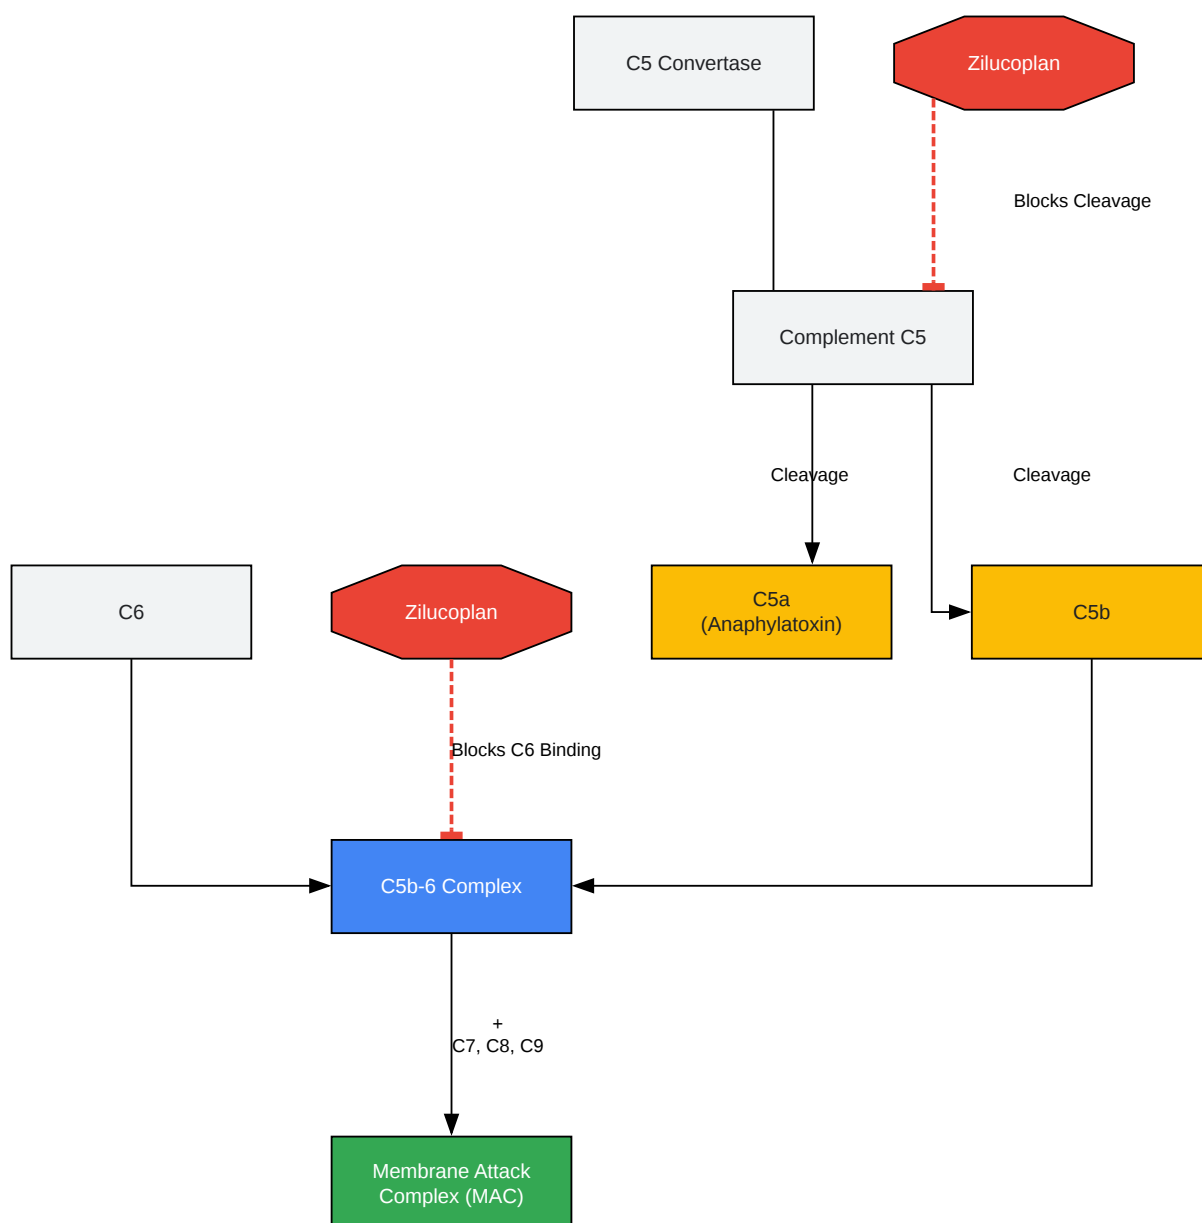 C5 Convertase
Zilucoplan
Blocks Cleavage
Complement C5
Cleavage
Cleavage
C6
Zilucoplan
C5a
(Anaphylatoxin)
C5b
Blocks C6 Binding
C5b-6 Complex
+
C7, C8, C9
Membrane Attack
Complex (MAC)